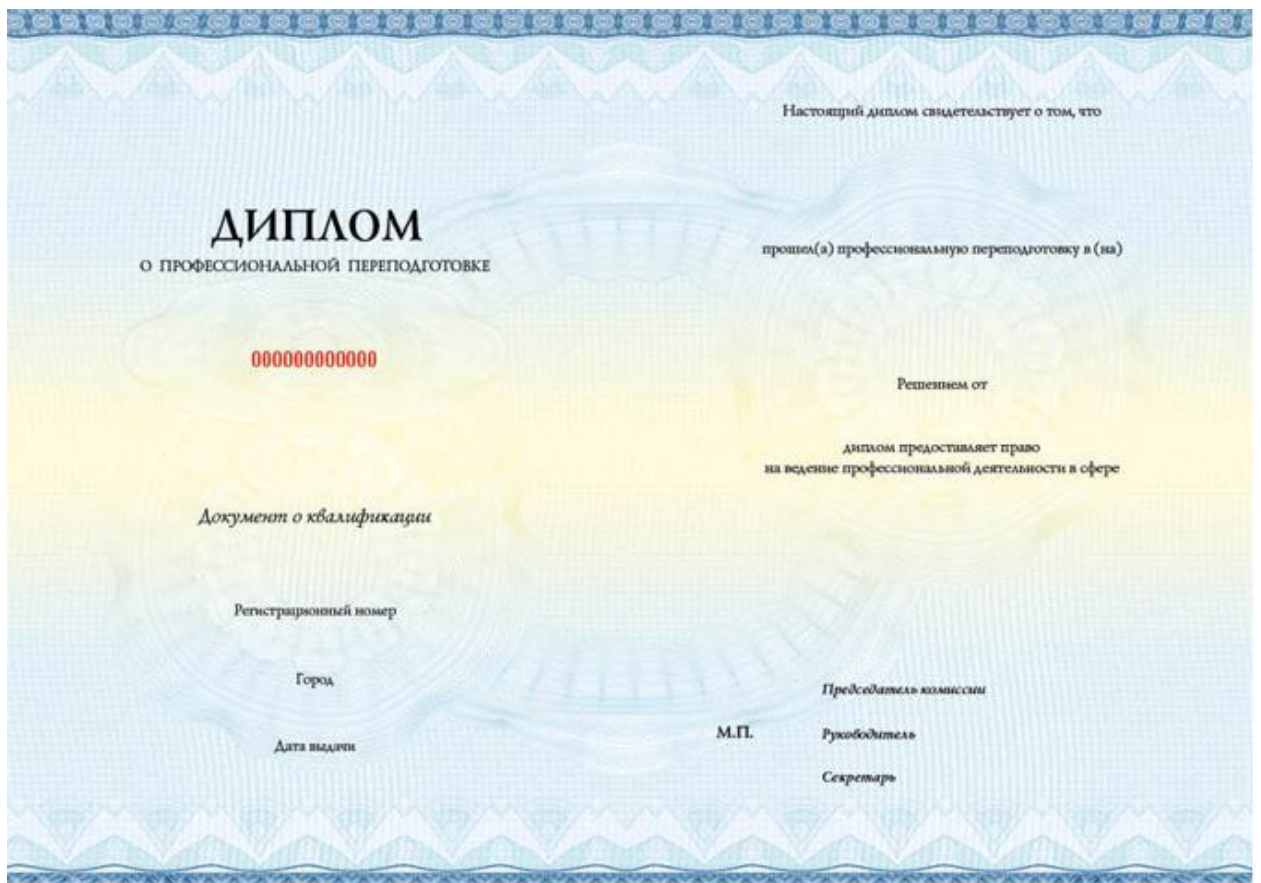 ДИПЛОМ
О ПРОФЕССИОНАЛЬНОЙ ПЕРЕПОДГОТОВКЕ
000000000000
Документ о квалификации
Регистрационный номер
Город
Дата выдачи
Настоящий диплом свидетельствует о том, что
прошел(а) профессиональную переподготовку в (на)
Решением от
диплом предоставляет право
на ведение профессиональной деятельности в сфере
Председатель комиссии
М.П. Руководитель
Секретарь